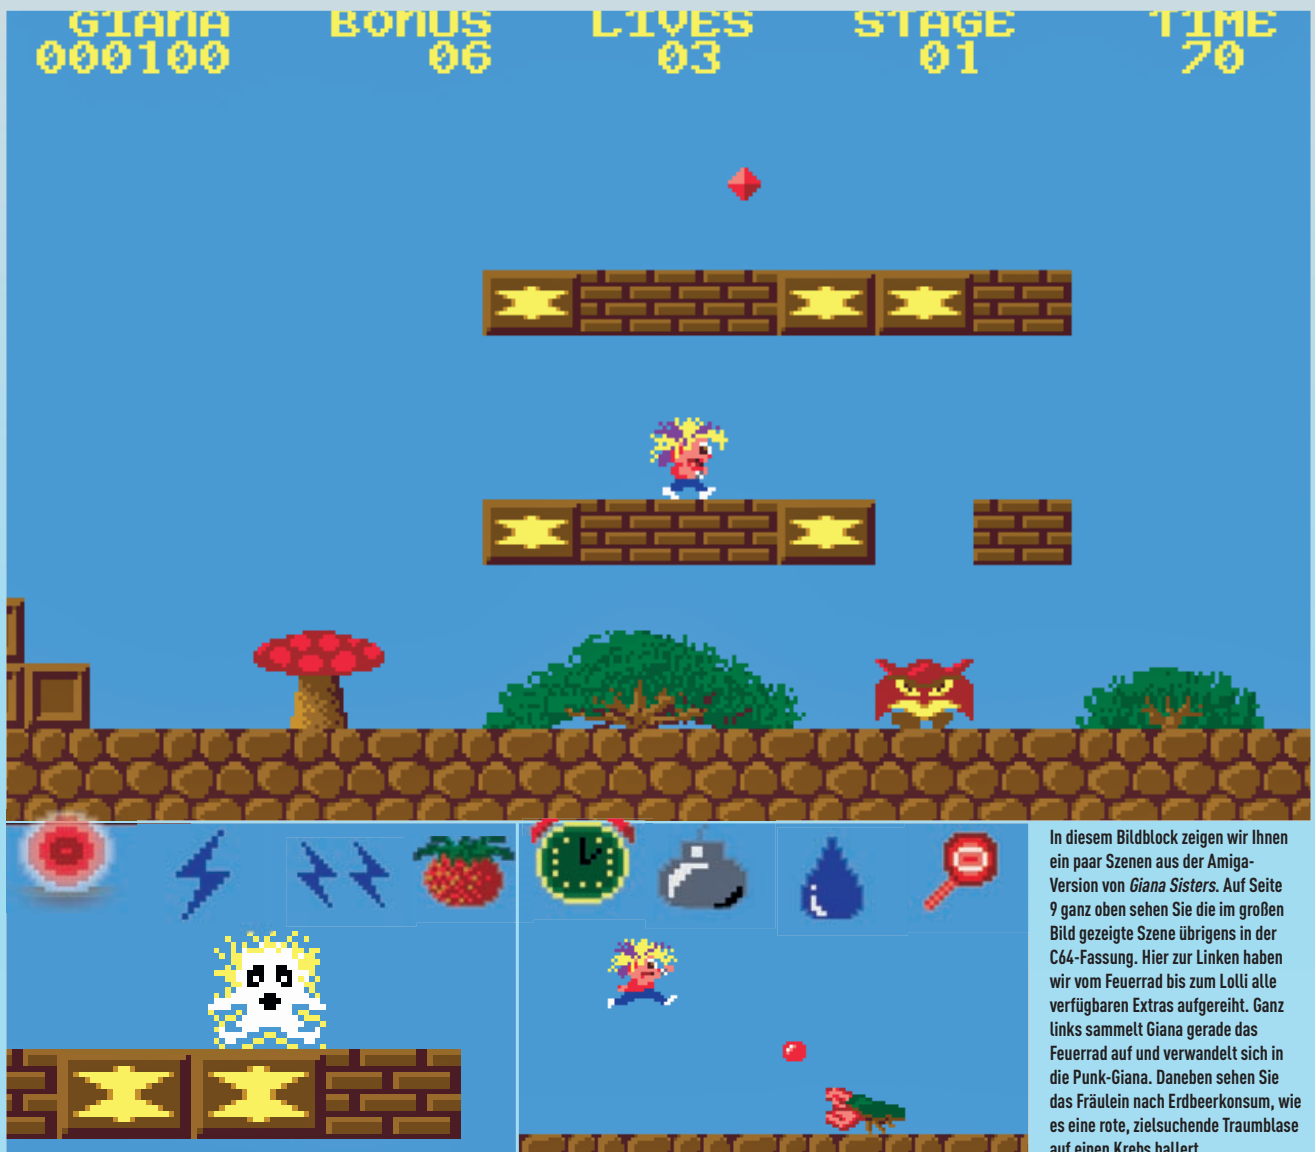 GIANA BONUS LIVES STAGE TIME
000100 06 03 01 70
In diesem Bildblock zeigen wir Ihnen
ein paar Szenen aus der Amiga-
Version von Giana Sisters. Auf Seite
9 ganz oben sehen Sie die im großen
Bild gezeigte Szene übrigens in der
C64-Fassung. Hier zur Linken haben
wir vom Feuerrad bis zum Lolli alle
verfügbaren Extras aufgereiht. Ganz
links sammelt Giana gerade das
Feuerrad auf und verwandelt sich in
die Punk-Giana. Daneben sehen Sie
das Fräulein nach Erdbeerkonsum, wie
es eine rote, zielsuchende Traumblase
auf einen Krebs ballert.